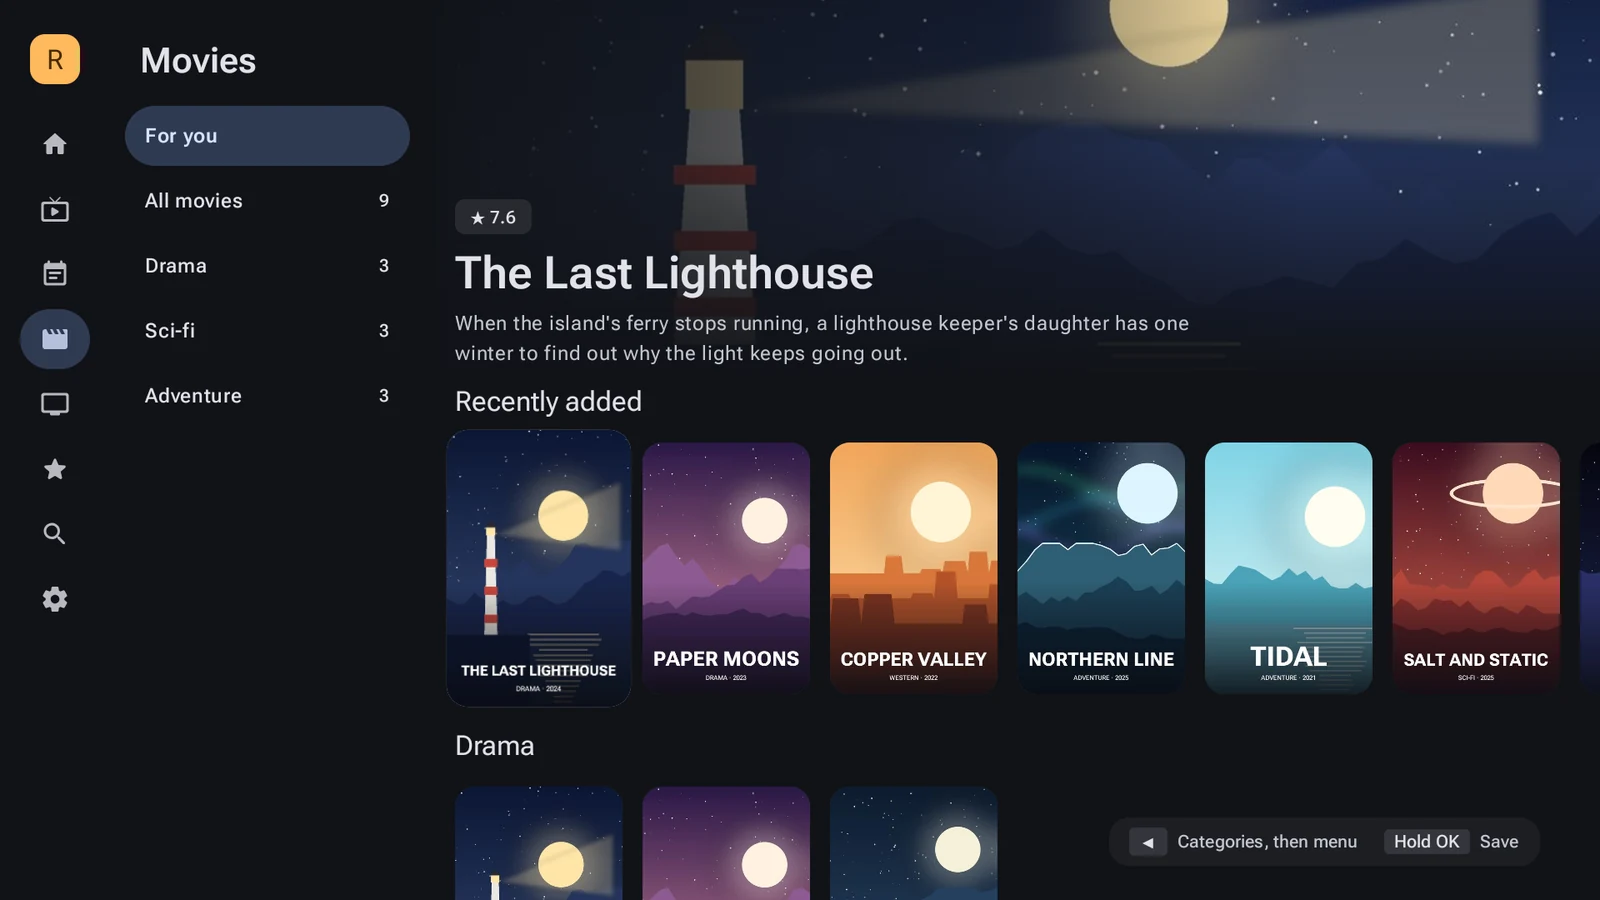 R
Movies
For you
All movies 9
Drama 3
Sci-fi 3
Adventure 3
★ 7.6
The Last Lighthouse
When the island's ferry stops running, a lighthouse keeper's daughter has one
winter to find out why the light keeps going out.
Recently added
THE LAST LIGHTHOUSE
DRAMA · 2024
PAPER MOONS
DRAMA · 2023
COPPER VALLEY
WESTERN · 2022
NORTHERN LINE
ADVENTURE · 2025
TIDAL
ADVENTURE · 2021
SALT AND STATIC
SCI-FI · 2025
Drama
◀ Categories, then menu Hold OK Save